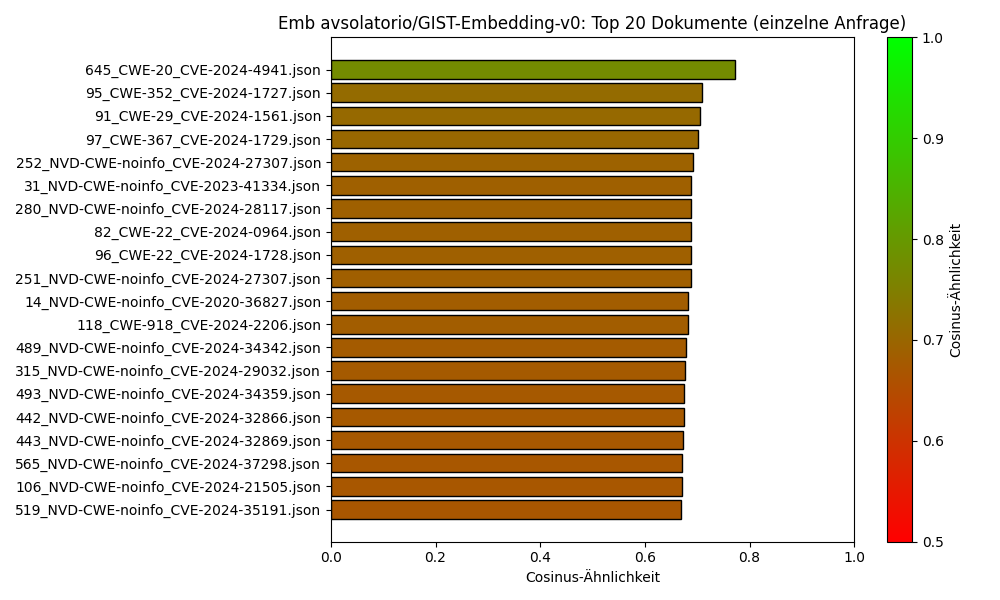 Emb avsolatorio/GIST-Embedding-v0: Top 20 Dokumente (einzelne Anfrage)
645_CWE-20_CVE-2024-4941.json
95_CWE-352_CVE-2024-1727.json
91_CWE-29_CVE-2024-1561.json
97_CWE-367_CVE-2024-1729.json
252_NVD-CWE-noinfo_CVE-2024-27307.json
31_NVD-CWE-noinfo_CVE-2023-41334.json
280_NVD-CWE-noinfo_CVE-2024-28117.json
82_CWE-22_CVE-2024-0964.json
96_CWE-22_CVE-2024-1728.json
251_NVD-CWE-noinfo_CVE-2024-27307.json
14_NVD-CWE-noinfo_CVE-2020-36827.json
118_CWE-918_CVE-2024-2206.json
489_NVD-CWE-noinfo_CVE-2024-34342.json
315_NVD-CWE-noinfo_CVE-2024-29032.json
493_NVD-CWE-noinfo_CVE-2024-34359.json
442_NVD-CWE-noinfo_CVE-2024-32866.json
443_NVD-CWE-noinfo_CVE-2024-32869.json
565_NVD-CWE-noinfo_CVE-2024-37298.json
106_NVD-CWE-noinfo_CVE-2024-21505.json
519_NVD-CWE-noinfo_CVE-2024-35191.json
0.0 0.2 0.4 0.6 0.8 1.0
Cosinus-Ähnlichkeit
1.0
0.9
0.8
0.7
0.6
0.5
Cosinus-Ähnlichkeit